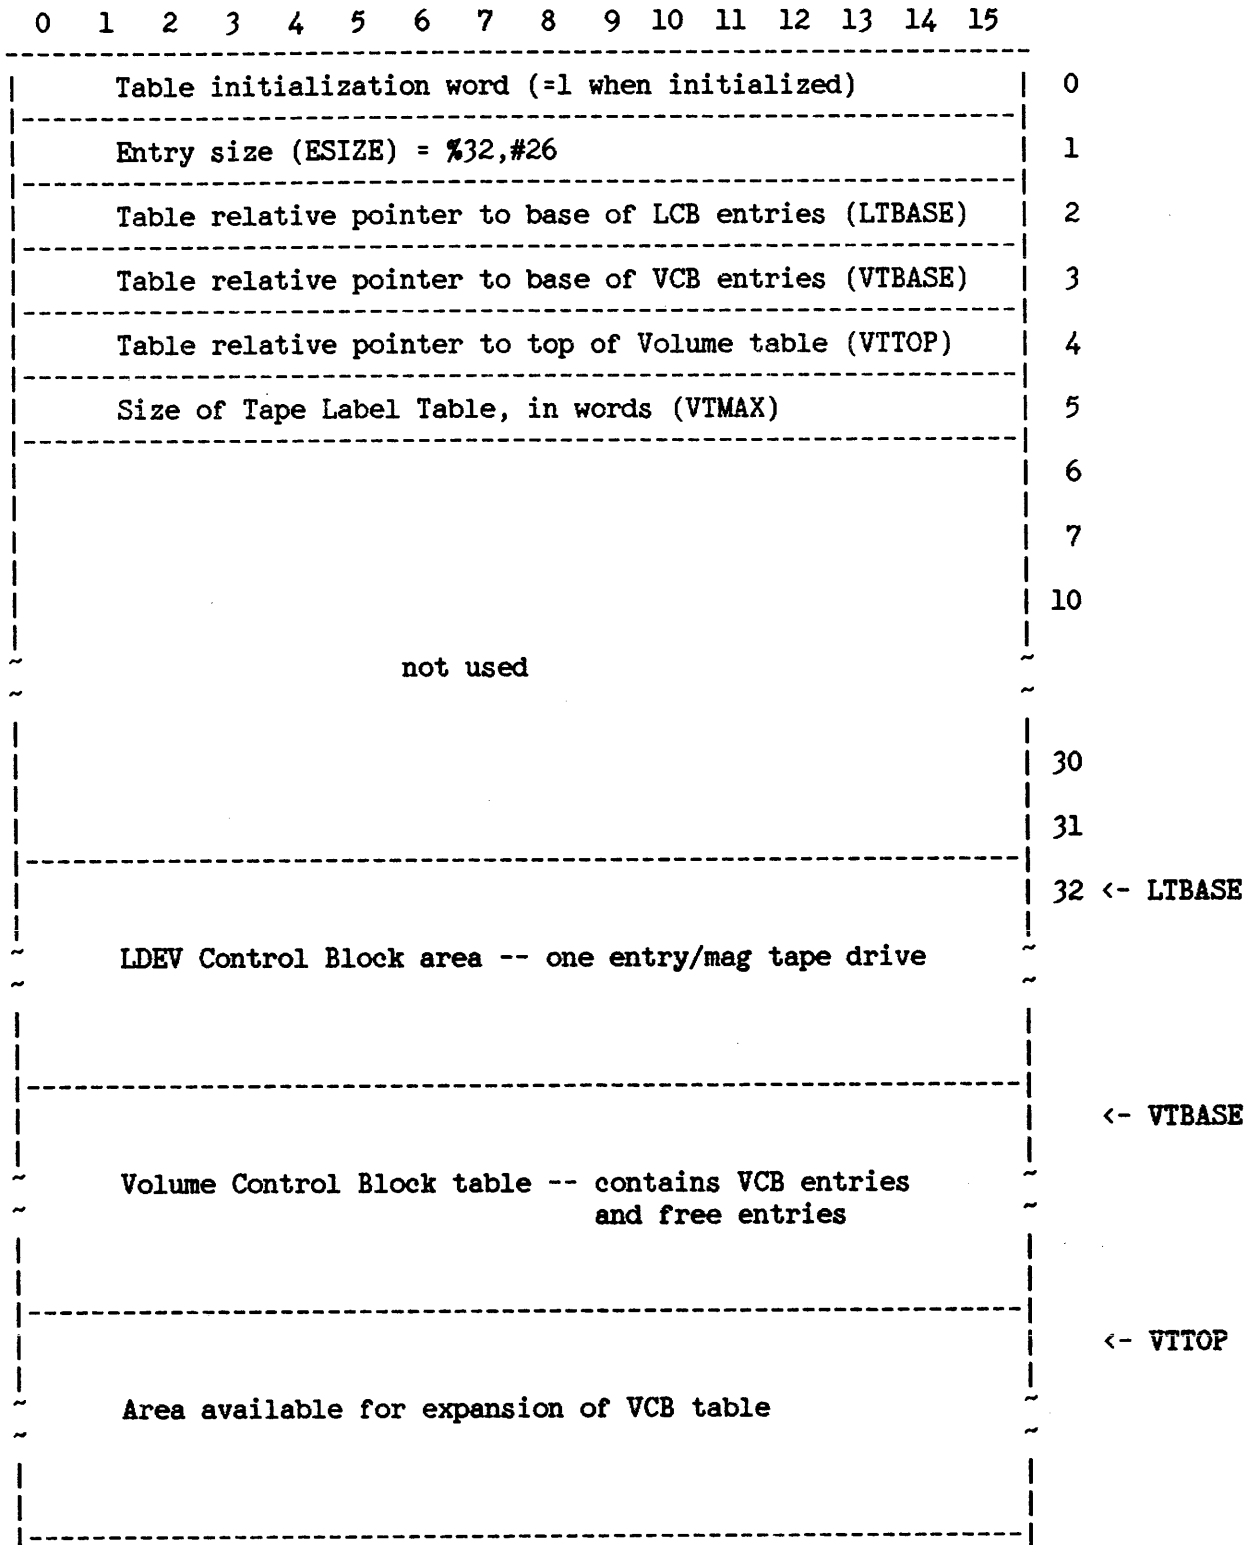 0 1 2 3 4 5 6 7 8 9 10 11 12 13 14 15
Table initialization word (=1 when initialized) 0
Entry size (ESIZE) = %32,#26 1
Table relative pointer to base of LCB entries (LTBASE) 2
Table relative pointer to base of VCB entries (VTBASE) 3
Table relative pointer to top of Volume table (VTTOP) 4
Size of Tape Label Table, in words (VTMAX) 5
6
7
10
not used
30
31
32 <- LTBASE
LDEV Control Block area -- one entry/mag tape drive
<- VTBASE
Volume Control Block table -- contains VCB entries
and free entries
<- VTTOP
Area available for expansion of VCB table